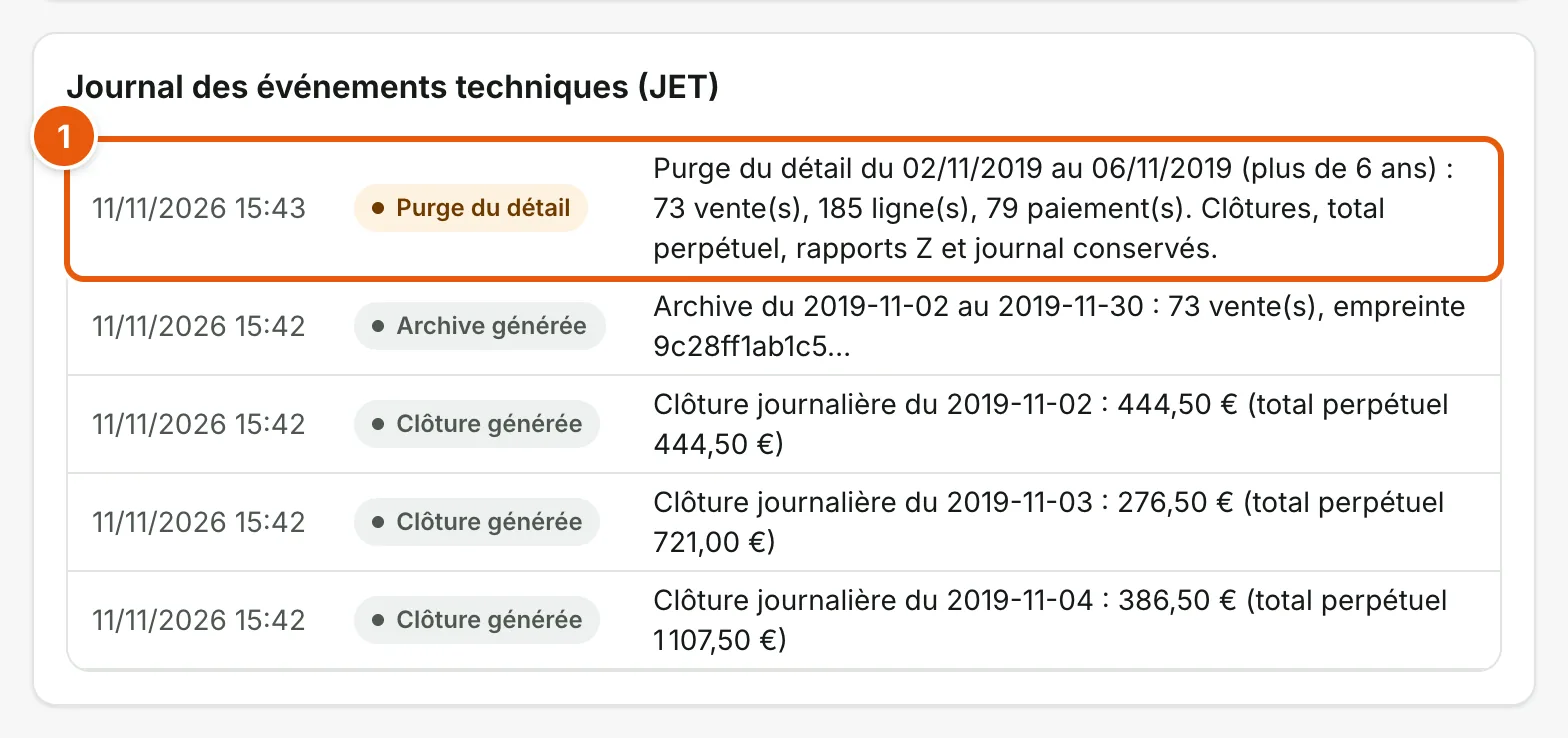 Journal des événements techniques (JET)
1
11/11/2026 15:43
Purge du détail
Purge du détail du 02/11/2019 au 06/11/2019 (plus de 6 ans) :
73 vente(s), 185 ligne(s), 79 paiement(s). Clôtures, total
perpétuel, rapports Z et journal conservés.
11/11/2026 15:42
Archive générée
Archive du 2019-11-02 au 2019-11-30 : 73 vente(s), empreinte
9c28ff1ab1c5...
11/11/2026 15:42
Clôture générée
Clôture journalière du 2019-11-02 : 444,50 € (total perpétuel
444,50 €)
11/11/2026 15:42
Clôture générée
Clôture journalière du 2019-11-03 : 276,50 € (total perpétuel
721,00 €)
11/11/2026 15:42
Clôture générée
Clôture journalière du 2019-11-04 : 386,50 € (total perpétuel
1 107,50 €)